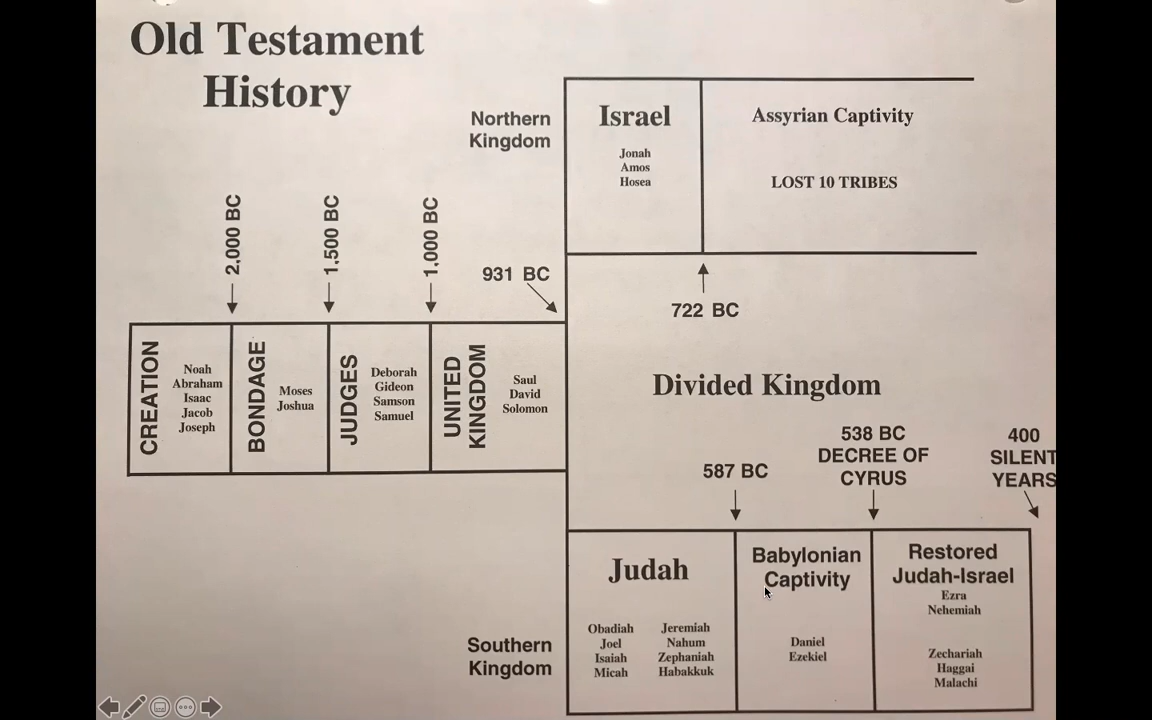 Old Testament
History
Northern
Kingdom
Israel
Jonah
Amos
Hosea
Assyrian Captivity
LOST 10 TRIBES
2,000 BC
1,500 BC
1,000 BC
931 BC
722 BC
CREATION
Noah
Abraham
Isaac
Jacob
Joseph
BONDAGE
Moses
Joshua
JUDGES
Deborah
Gideon
Samson
Samuel
UNITED
KINGDOM
Saul
David
Solomon
Divided Kingdom
587 BC
538 BC
DECREE OF
CYRUS
400
SILENT
YEARS
Southern
Kingdom
Judah
Obadiah
Joel
Isaiah
Micah
Jeremiah
Nahum
Zephaniah
Habakkuk
Babylonian
Captivity
Daniel
Ezekiel
Restored
Judah-Israel
Ezra
Nehemiah
Zechariah
Haggai
Malachi